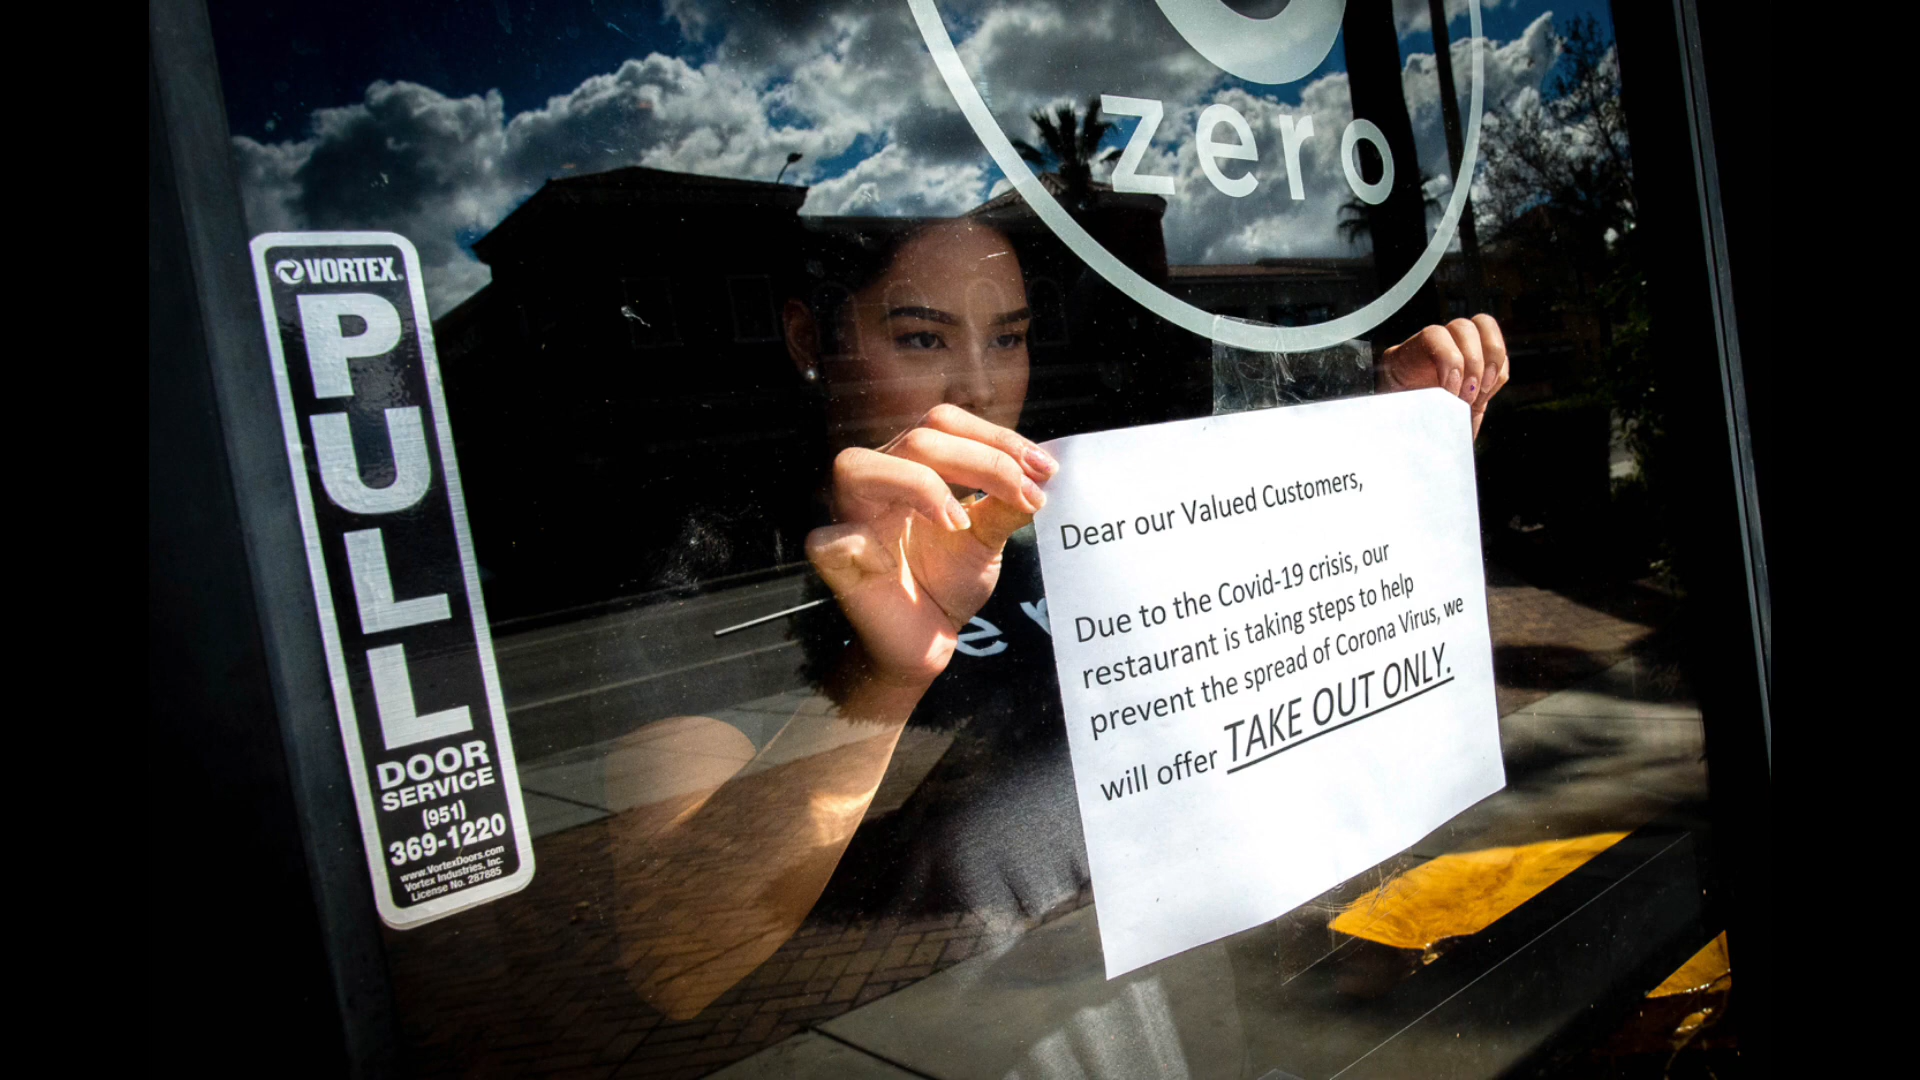 zero
VORTEX
PULL
DOOR
SERVICE
(951)
369-1220
www.VortexDoors.com
Vortex Industries, Inc.
License No. 287885
Dear our Valued Customers,
Due to the Covid-19 crisis, our
restaurant is taking steps to help
prevent the spread of Corona Virus, we
will offer TAKE OUT ONLY.